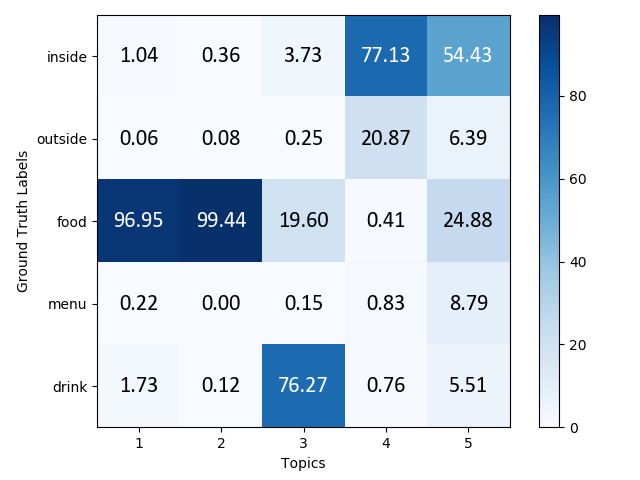 inside 1.04 0.36 3.73 77.13 54.43
outside 0.06 0.08 0.25 20.87 6.39
food 96.95 99.44 19.60 0.41 24.88
menu 0.22 0.00 0.15 0.83 8.79
drink 1.73 0.12 76.27 0.76 5.51
1 2 3 4 5
Topics
Ground Truth Labels
80
60
40
20
0